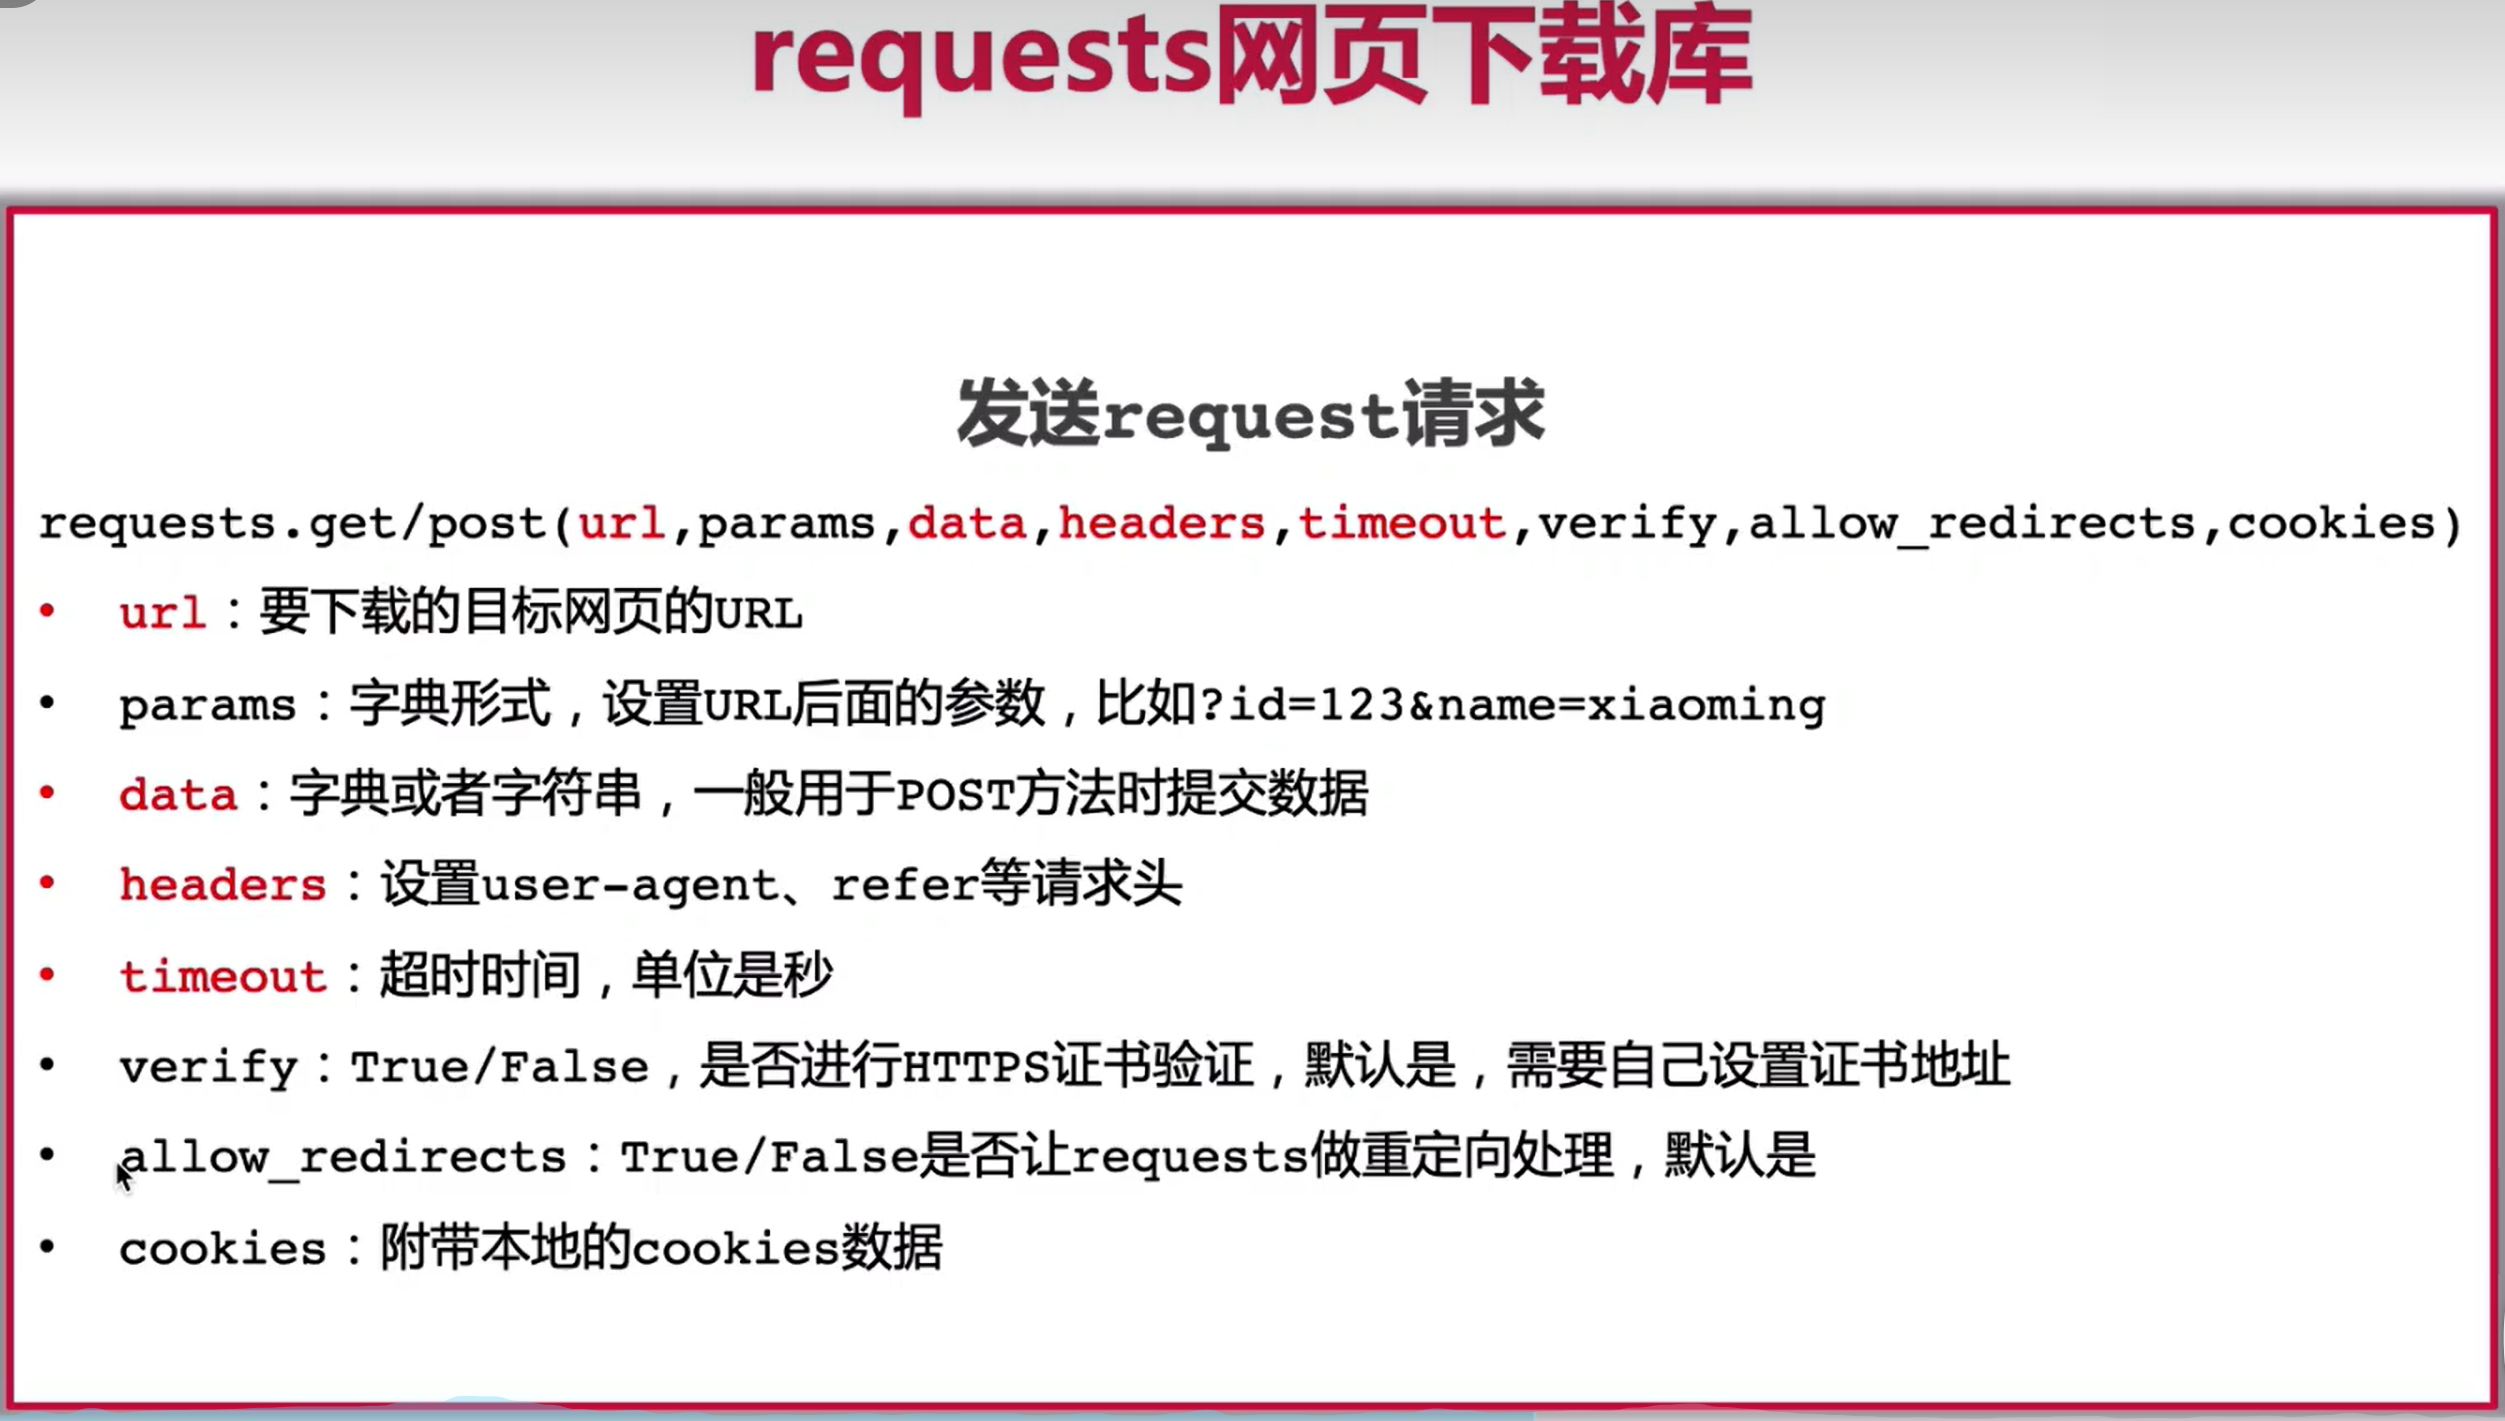 requests网页下载库
发送request请求
requests.get/post(url,params,data,headers,timeout,verify,allow_redirects,cookies)
• url：要下载的目标网页的URL
• params：字典形式，设置URL后面的参数，比如?id=123&name=xiaoming
• data：字典或者字符串，一般用于POST方法时提交数据
• headers：设置user-agent、refer等请求头
• timeout：超时时间，单位是秒
• verify：True/False，是否进行HTTPS证书验证，默认是，需要自己设置证书地址
• allow_redirects：True/False是否让requests做重定向处理，默认是
• cookies：附带本地的cookies数据